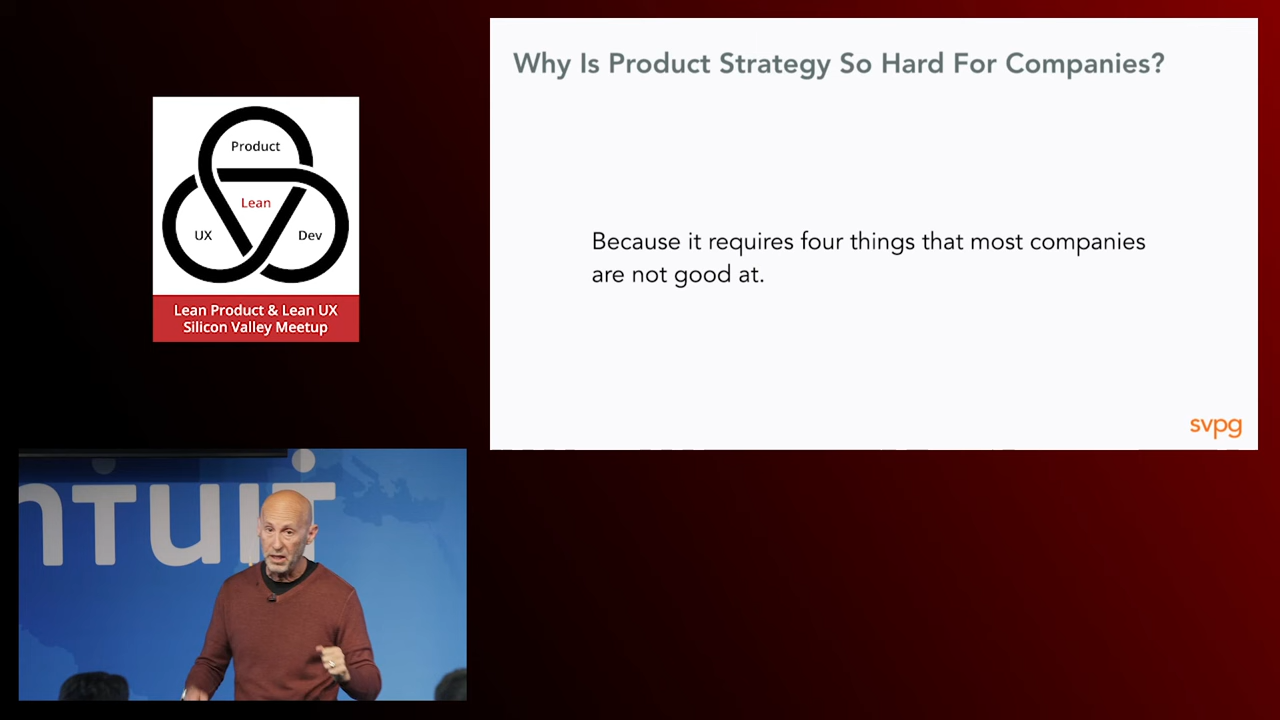 Why Is Product Strategy So Hard For Companies?
Because it requires four things that most companies
are not good at.
svpg
Product
Lean
UX
Dev
Lean Product & Lean UX
Silicon Valley Meetup
ntuit